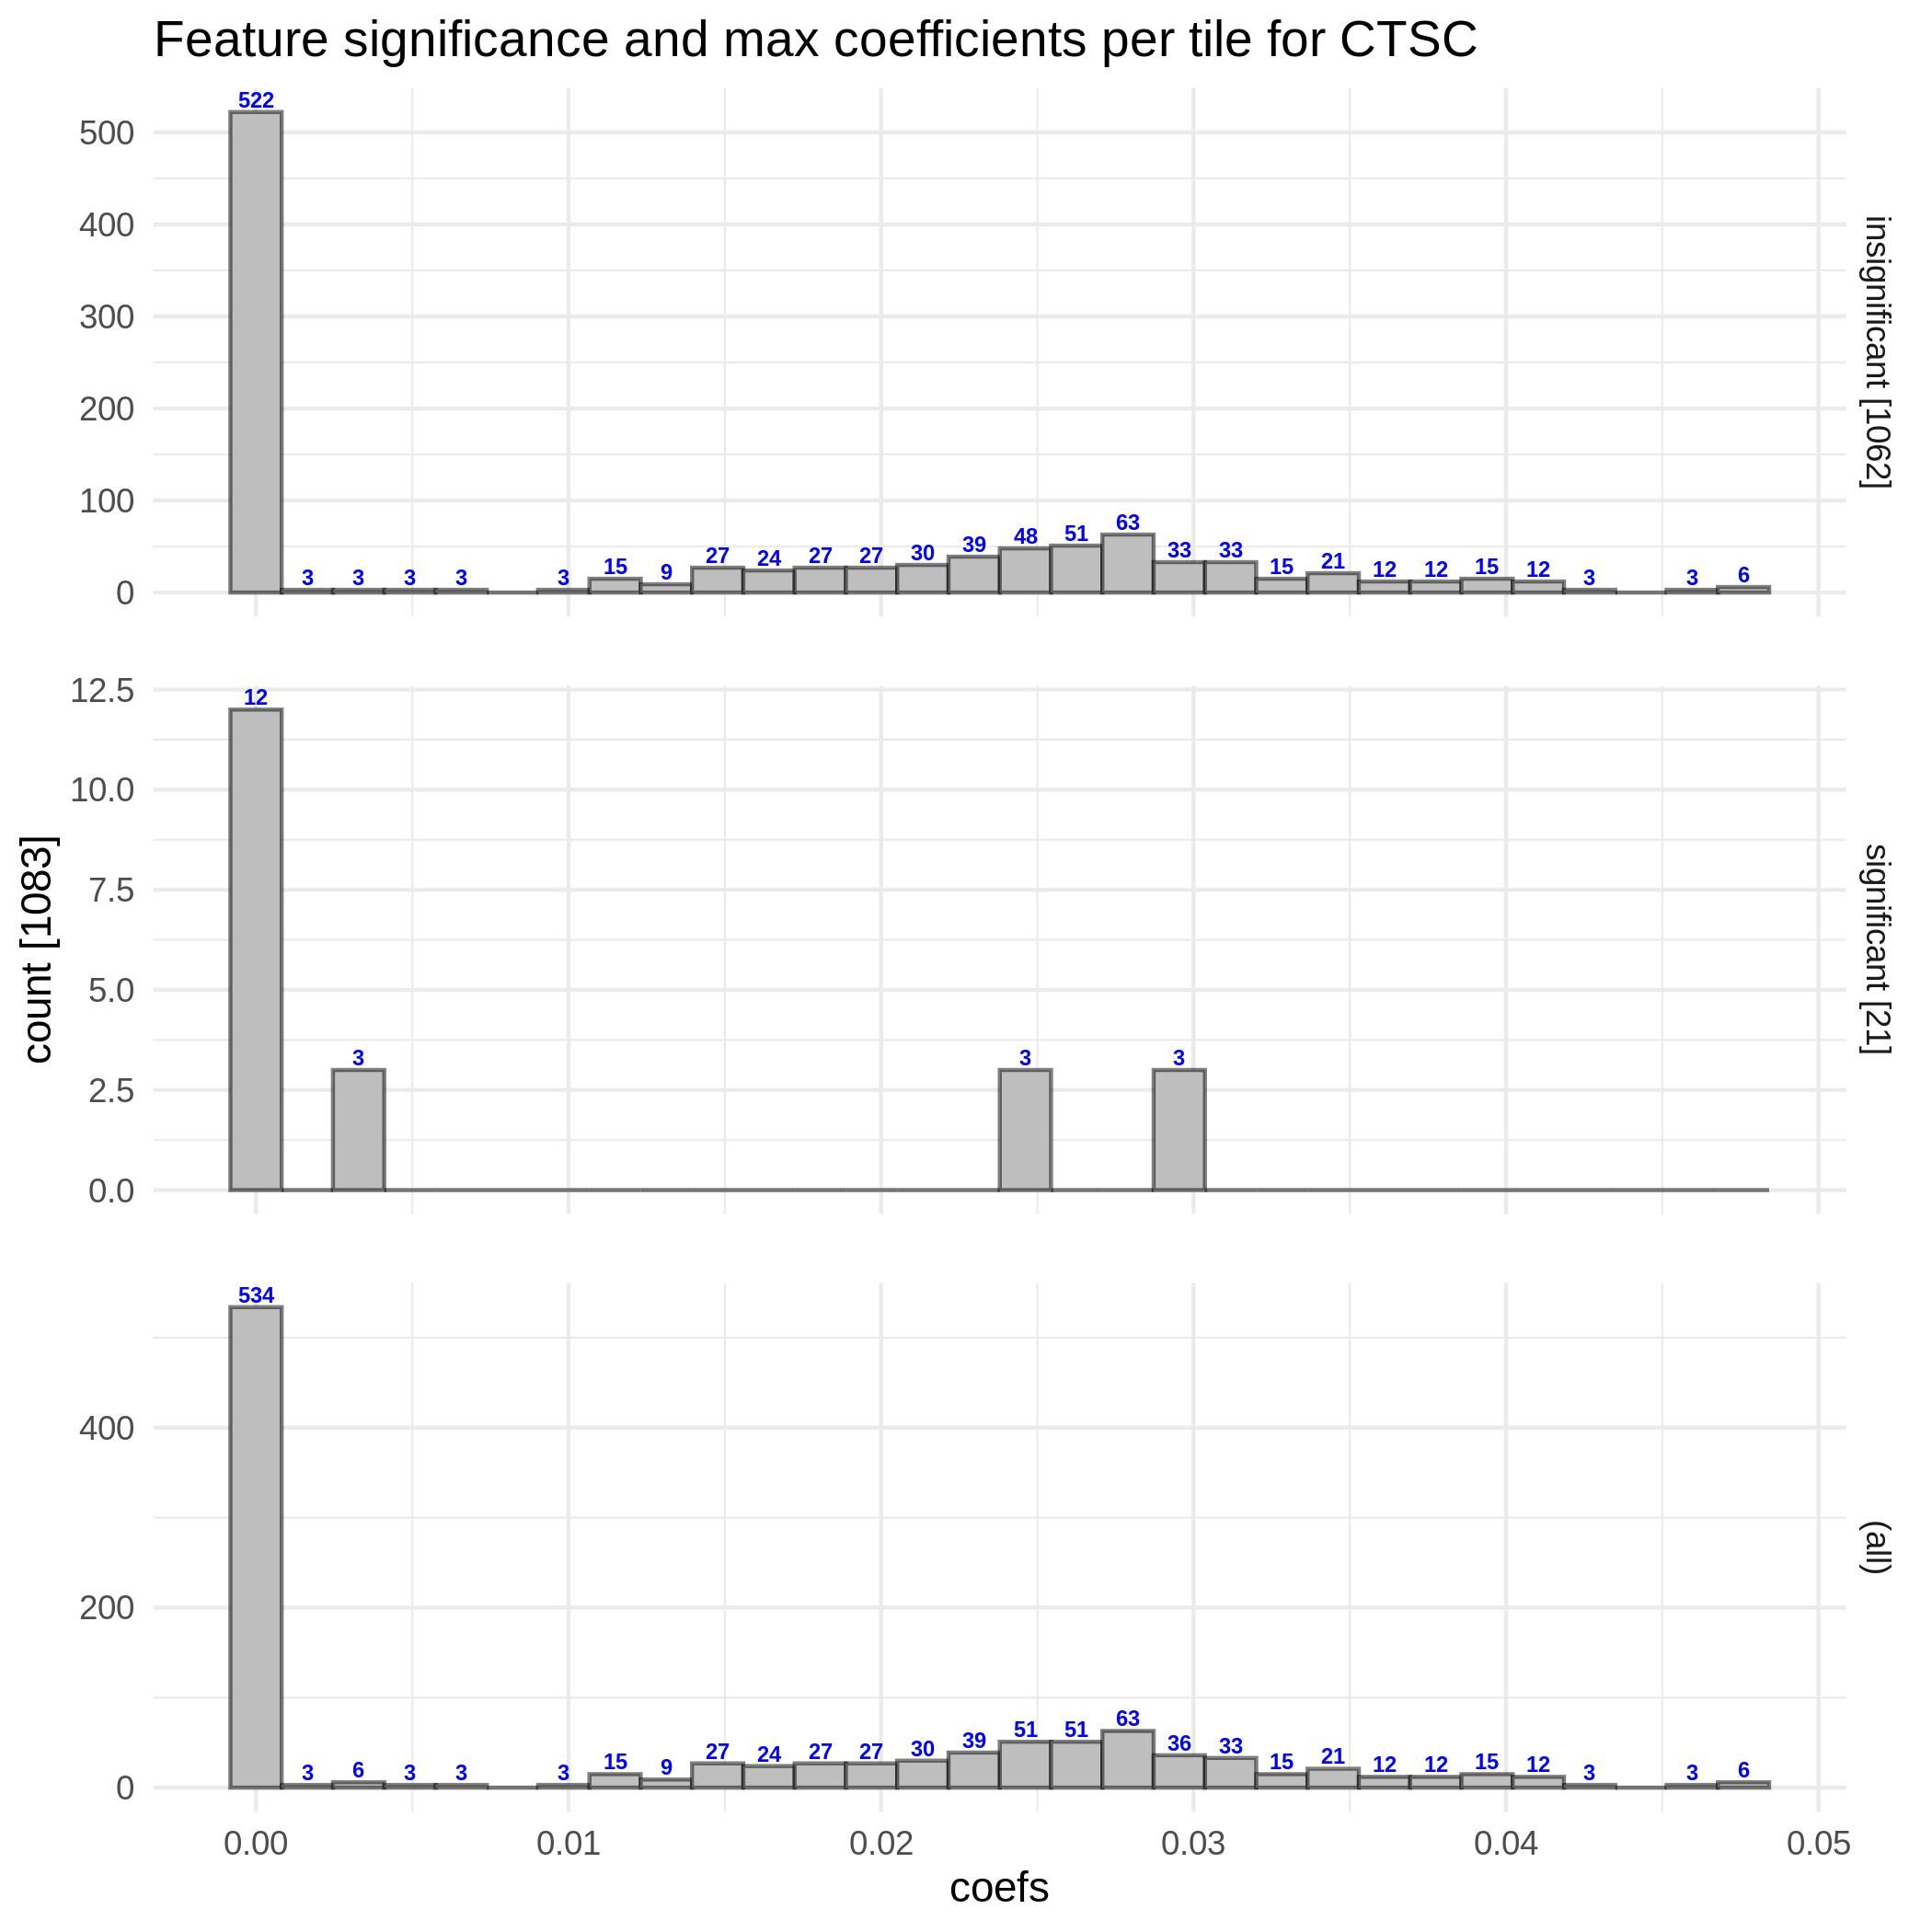 Feature significance and max coefficients per tile for CTSC
522
500
400
300
200
100
0
3 3 3 3 3 15 9 27 24 27 27 30 39 48 51 63 33 33 15 21 12 12 15 12 3 3 6
insignificant [1062]
12.5
10.0
7.5
5.0
2.5
0.0
12 3 3 3
significant [21]
count [1083]
534
400
200
0
3 6 3 3 3 15 9 27 24 27 27 30 39 51 51 63 36 33 15 21 12 12 15 12 3 3 6
(all)
0.00 0.01 0.02 0.03 0.04 0.05
coefs